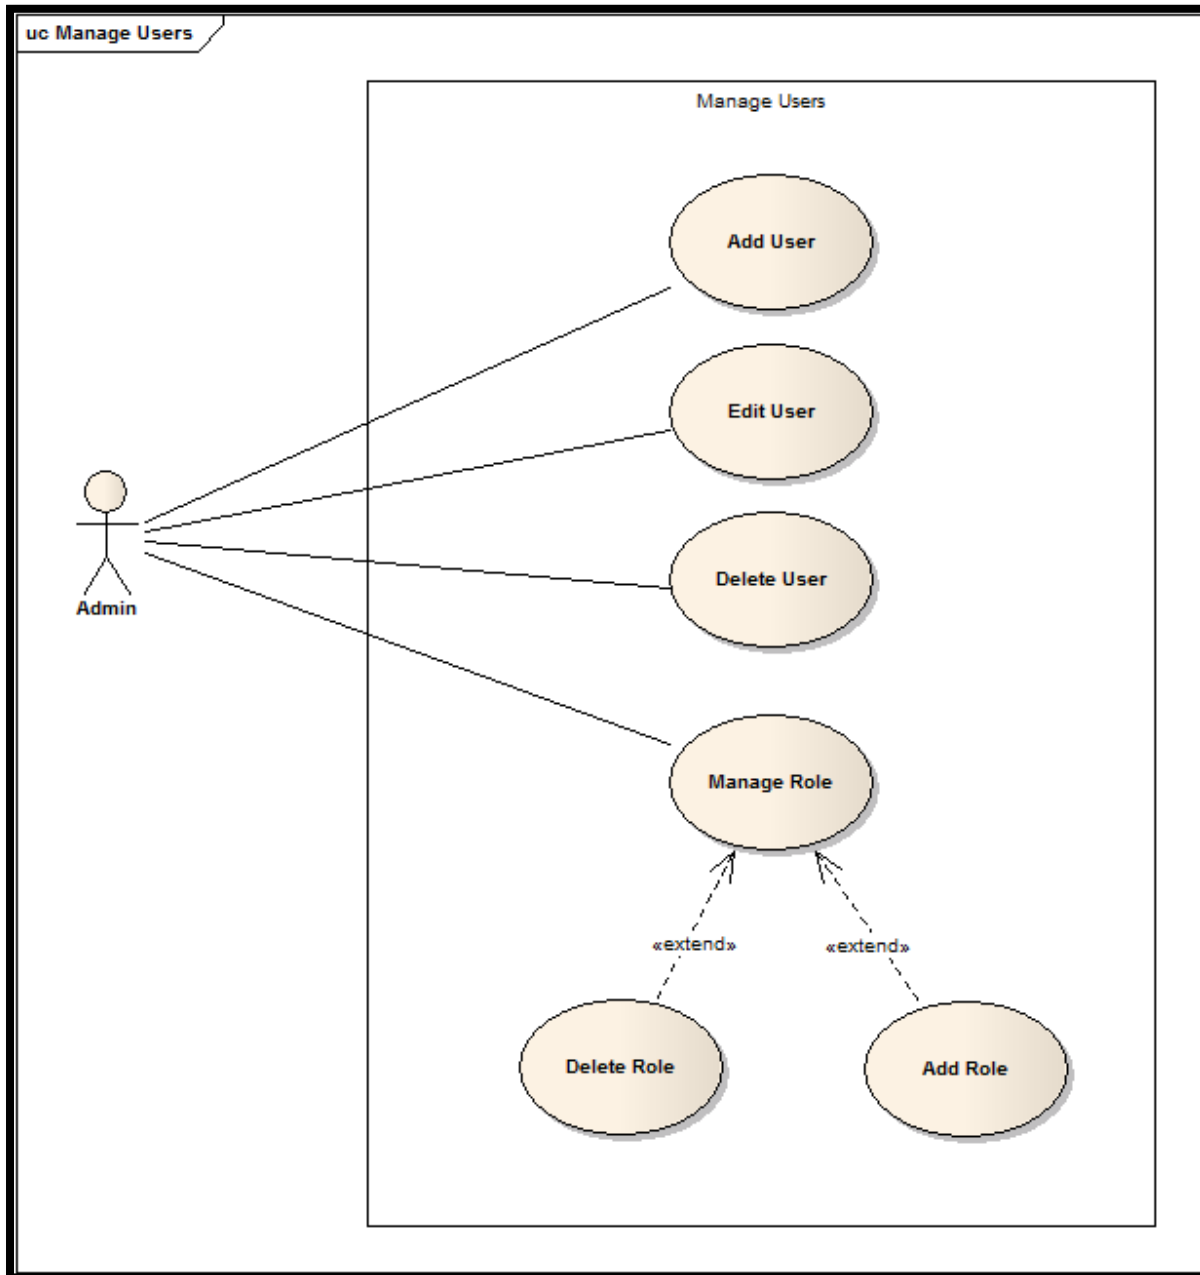 uc Manage Users
Manage Users
Add User
Edit User
Delete User
Admin
Manage Role
«extend»
«extend»
Delete Role
Add Role